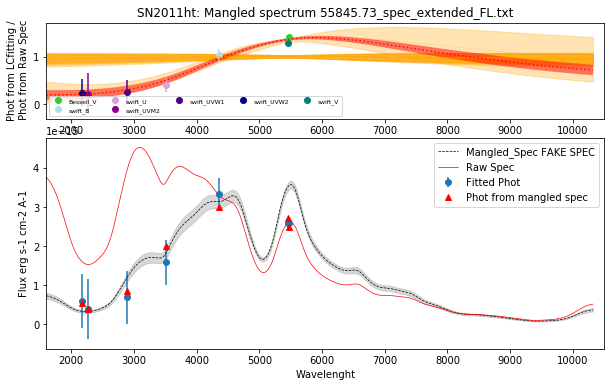 SN2011ht: Mangled spectrum 55845.73_spec_extended_FL.txt
Phot from LCfitting /
Phot from Raw Spec
1
0
Bessell_V
swift_B
swift_U
swift_UVM2
swift_UVW1
swift_UVW2
swift_V
2000 3000 4000 5000 6000 7000 8000 9000 10000
1e-15
Flux erg s-1 cm-2 A-1
4
3
2
1
0
Mangled_Spec FAKE SPEC
Raw Spec
Fitted Phot
Phot from mangled spec
2000 3000 4000 5000 6000 7000 8000 9000 10000
Wavelenght